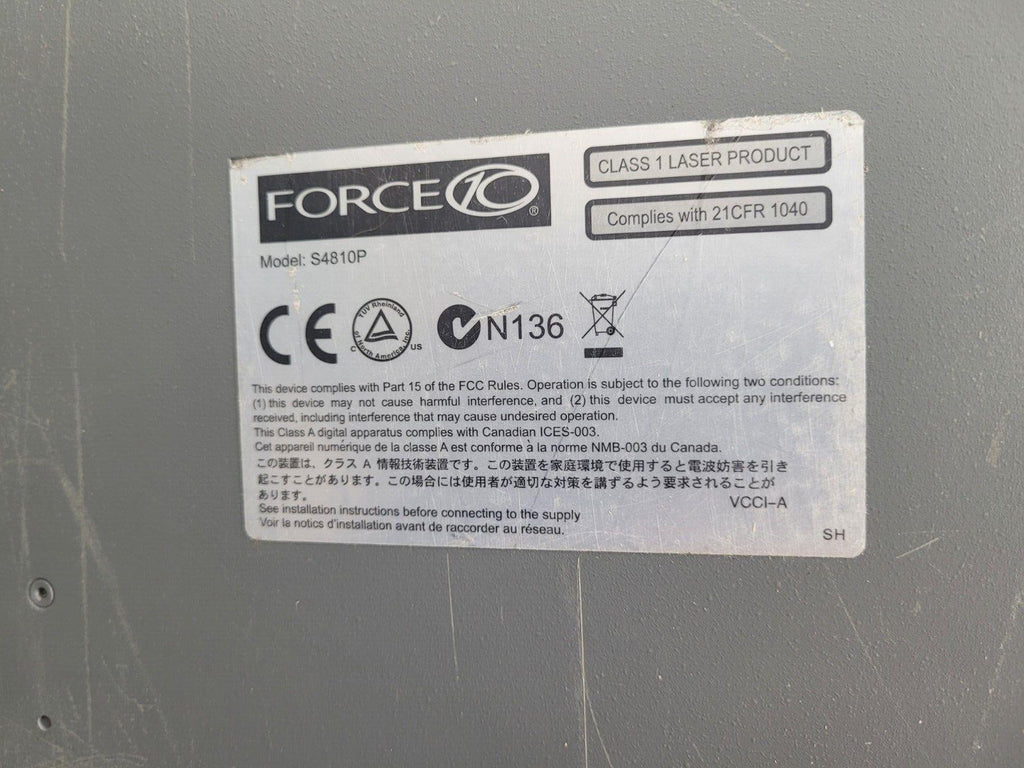 FORCE10®
CLASS 1 LASER PRODUCT
Complies with 21CFR 1040
Model: S4810P
CE
TUV Rheinland
of North America, Inc.
C US
N136
This device complies with Part 15 of the FCC Rules. Operation is subject to the following two conditions:
(1) this device may not cause harmful interference, and (2) this device must accept any interference
received, including interference that may cause undesired operation.
This Class A digital apparatus complies with Canadian ICES-003.
Cet appareil numérique de la classe A est conforme à la norme NMB-003 du Canada.
この装置は、クラス A 情報技術装置です。この装置を家庭環境で使用すると電波妨害を引き
起こすことがあります。この場合には使用者が適切な対策を講ずるよう要求されることが
あります。
VCCI-A
See installation instructions before connecting to the supply
Voir la notics d'installation avant de raccorder au réseau.
SH